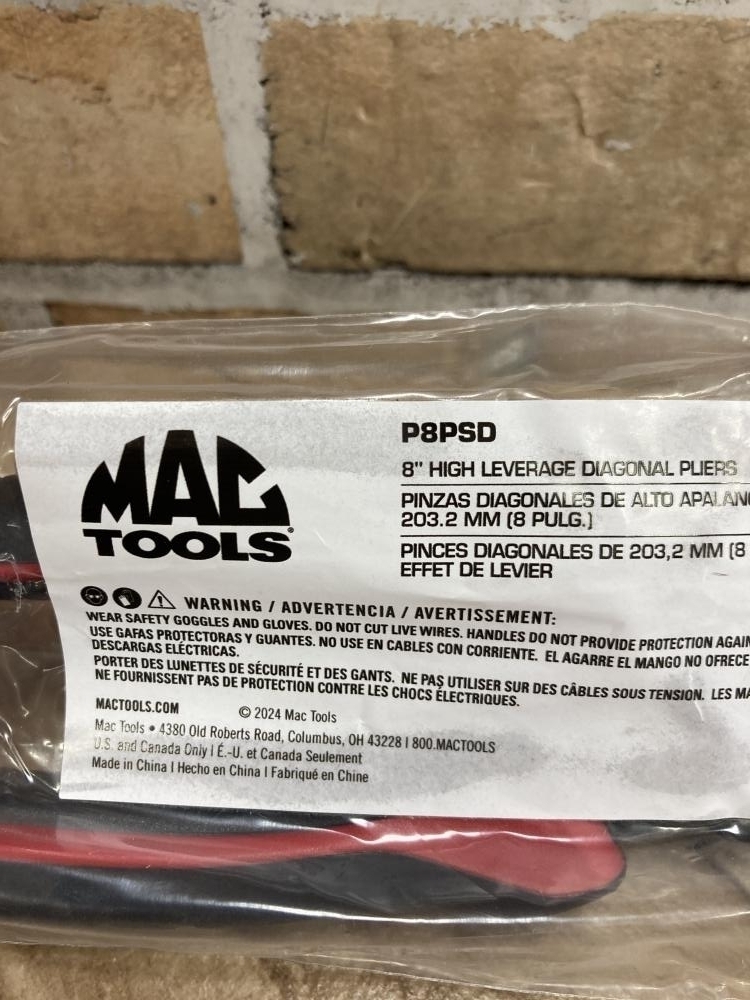 MAC
TOOLS
P8PSD
8" HIGH LEVERAGE DIAGONAL PLIERS
PINZAS DIAGONALES DE ALTO
203.2 MM (8 PULG.)
PINCES DIAGONALES DE 203,2 MM (8
EFFET DE LEVIER
WARNING / ADVERTENCIA / AVERTISSEMENT:
WEAR SAFETY GOGGLES AND GLOVES. DO NOT CUT LIVE WIRES. HANDLES DO NOT PROVIDE PROTECTION
USE GAFAS PROTECTORAS Y GUANTES. NO USE EN CABLES CON CORRIENTE. EL AGARRE EL MANGO NO OFRECE
DESCARGAS ELÉCTRICAS.
PORTER DES LUNETTES DE SÉCURITÉ ET DES GANTS. NE PAS UTILISER SUR DES CÂBLES SOUS TENSION. LES
NE FOURNISSENT PAS DE PROTECTION CONTRE LES CHOCS ÉLECTRIQUES.
MACTOOLS.COM © 2024 Mac Tools
Mac Tools • 4380 Old Roberts Road, Columbus, OH 43228 | 800.MACTOOLS
U.S. and Canada Only | É.-U. et Canada Seulement
Made in China | Hecho en China | Fabriqué en Chine